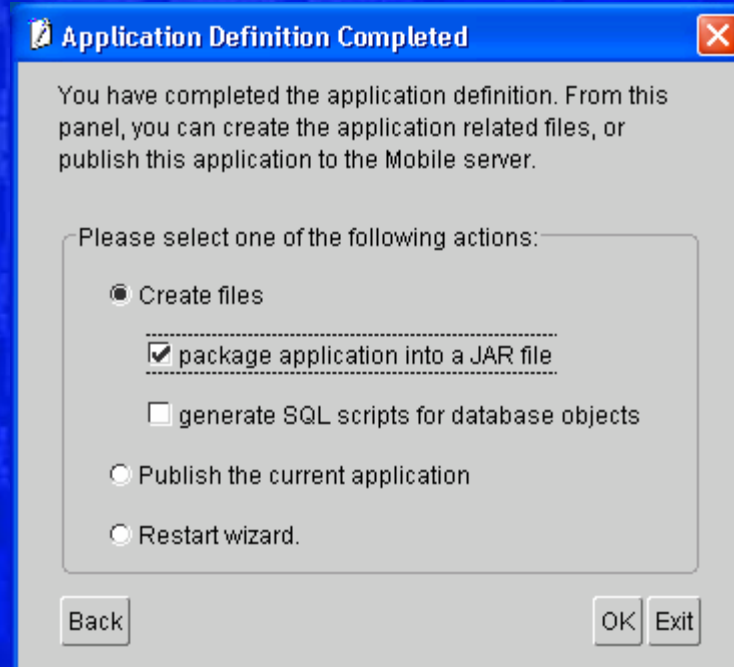 Application Definition Completed
You have completed the application definition. From this
panel, you can create the application related files, or
publish this application to the Mobile server.
Please select one of the following actions:
Create files
package application into a JAR file
generate SQL scripts for database objects
Publish the current application
Restart wizard.
Back
OK
Exit